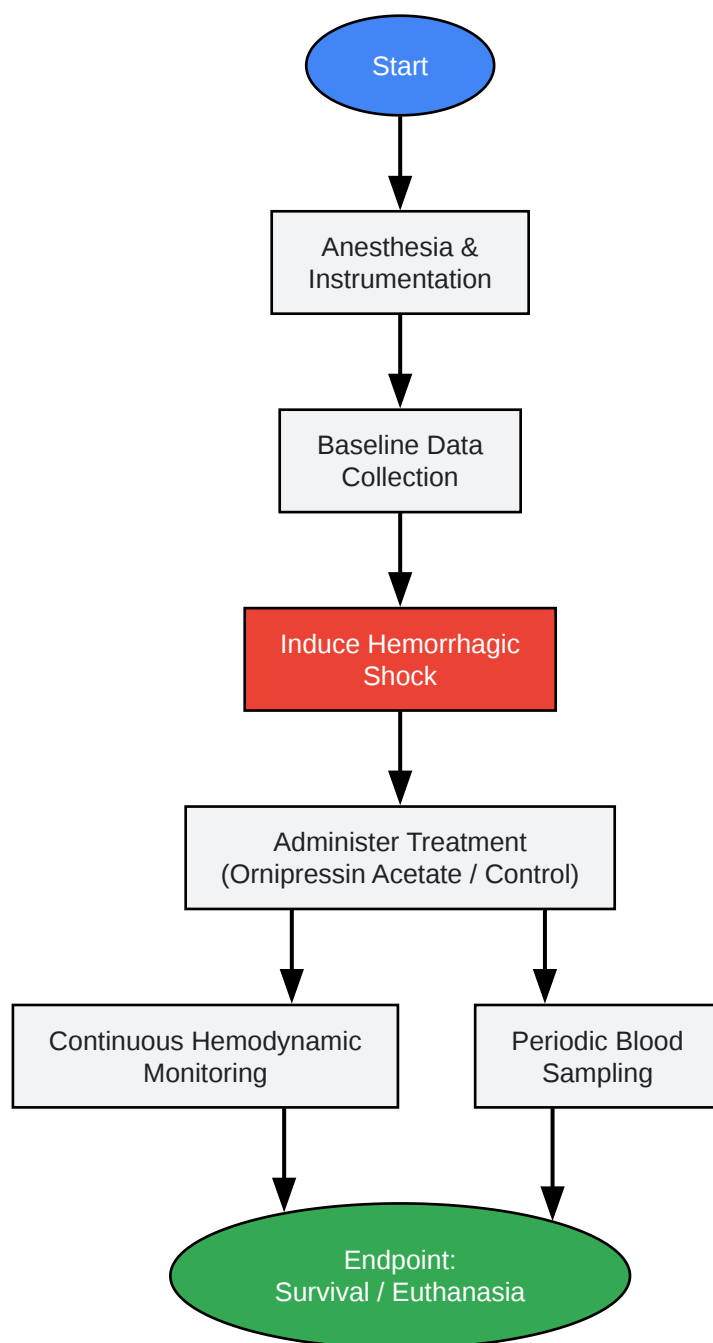 Start
Anesthesia &
Instrumentation
Baseline Data
Collection
Induce Hemorrhagic
Shock
Administer Treatment
(Ornipressin Acetate / Control)
Continuous Hemodynamic
Monitoring
Periodic Blood
Sampling
Endpoint:
Survival / Euthanasia